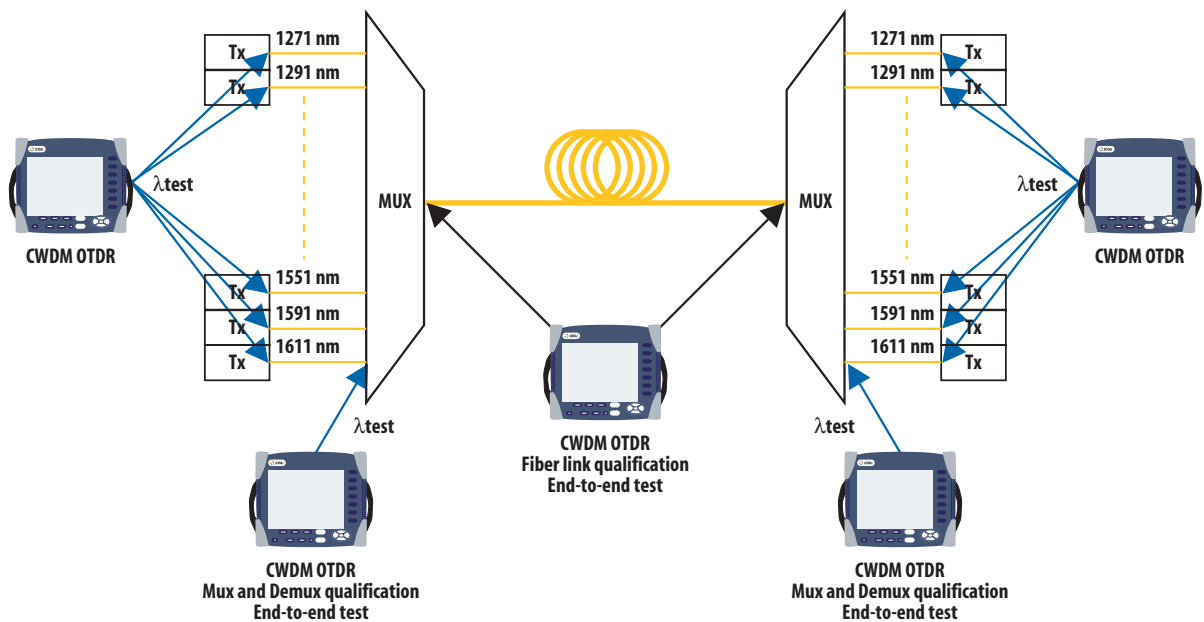 1271 nm
Tx
1291 nm
Tx
λtest
CWDM OTDR
MUX
1551 nm
Tx
1591 nm
Tx
1611 nm
Tx
λtest
CWDM OTDR
Mux and Demux qualification
End-to-end test
CWDM OTDR
Fiber link qualification
End-to-end test
MUX
1271 nm
Tx
1291 nm
Tx
λtest
CWDM OTDR
1551 nm
Tx
1591 nm
Tx
1611 nm
Tx
λtest
CWDM OTDR
Mux and Demux qualification
End-to-end test